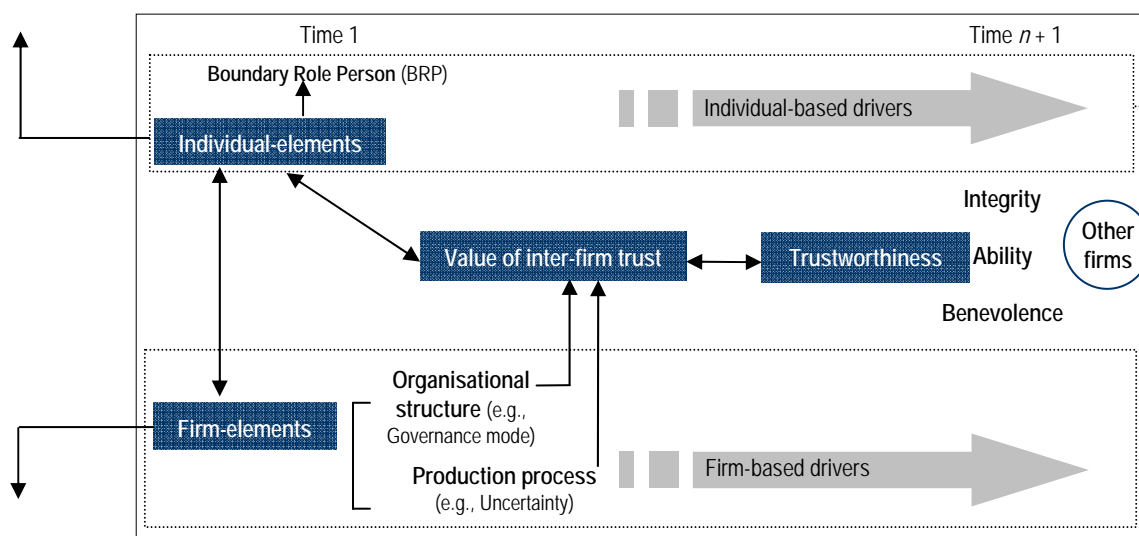 Time 1
Time n + 1
Boundary Role Person (BRP)
Individual-based drivers
Individual-elements
Integrity
Other
firms
Value of inter-firm trust
Trustworthiness
Ability
Benevolence
Organisational
structure (e.g.,
Governance mode)
Firm-elements
Production process
(e.g., Uncertainty)
Firm-based drivers